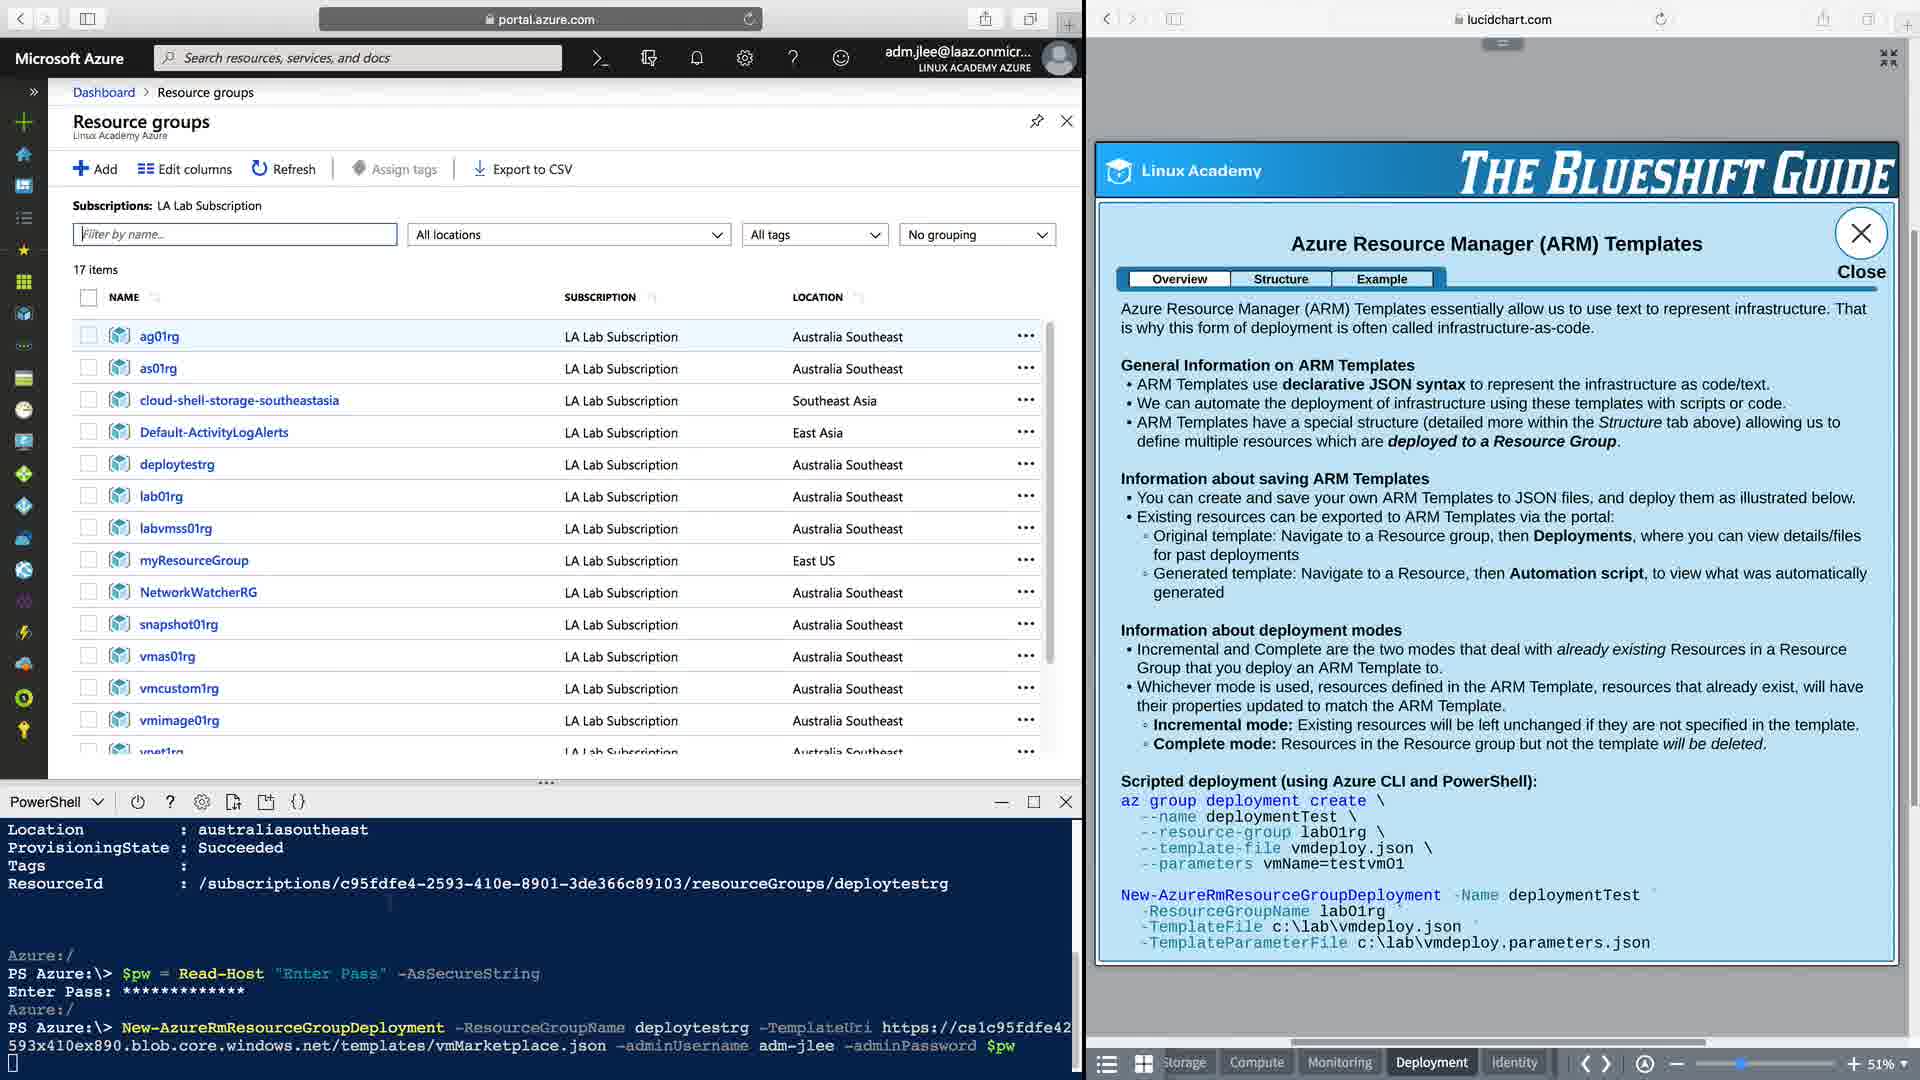 portal.azure.com
Microsoft Azure
Search resources, services, and docs
adm.jlee@laaz.onmicr...
LINUX ACADEMY AZURE
Dashboard > Resource groups
Resource groups
Linux Academy Azure
Add
Edit columns
Refresh
Assign tags
Export to CSV
Subscriptions: LA Lab Subscription
Filter by name...
All locations
All tags
No grouping
17 items
NAME SUBSCRIPTION LOCATION
ag01rg LA Lab Subscription Australia Southeast
as01rg LA Lab Subscription Australia Southeast
cloud-shell-storage-southeastasia LA Lab Subscription Southeast Asia
Default-ActivityLogAlerts LA Lab Subscription East Asia
deploytestrg LA Lab Subscription Australia Southeast
lab01rg LA Lab Subscription Australia Southeast
labvmss01rg LA Lab Subscription Australia Southeast
myResourceGroup LA Lab Subscription East US
NetworkWatcherRG LA Lab Subscription Australia Southeast
snapshot01rg LA Lab Subscription Australia Southeast
vmas01rg LA Lab Subscription Australia Southeast
vmcustom1rg LA Lab Subscription Australia Southeast
vmimage01rg LA Lab Subscription Australia Southeast
vnet1rg LA Lab Subscription Australia Southeast
PowerShell
Location : australiasoutheast
ProvisioningState : Succeeded
Tags :
ResourceId : /subscriptions/c95fdfe4-2593-410e-8901-3de366c89103/resourceGroups/deploytestrg
Azure:/
PS Azure:\> $pw = Read-Host "Enter Pass" -AsSecureString
Enter Pass: *************
Azure:/
PS Azure:\> New-AzureRmResourceGroupDeployment -ResourceGroupName deploytestrg -TemplateUri https://cs1c95fdfe42
593x410ex890.blob.core.windows.net/templates/vmMarketplace.json -adminUsername adm-jlee -adminPassword $pw
lucidchart.com
Linux Academy
THE BLUESHIFT GUIDE
Azure Resource Manager (ARM) Templates
Close
Overview Structure Example
Azure Resource Manager (ARM) Templates essentially allow us to use text to represent infrastructure. That
is why this form of deployment is often called infrastructure-as-code.
General Information on ARM Templates
• ARM Templates use declarative JSON syntax to represent the infrastructure as code/text.
• We can automate the deployment of infrastructure using these templates with scripts or code.
• ARM Templates have a special structure (detailed more within the Structure tab above) allowing us to
define multiple resources which are deployed to a Resource Group.
Information about saving ARM Templates
• You can create and save your own ARM Templates to JSON files, and deploy them as illustrated below.
• Existing resources can be exported to ARM Templates via the portal:
◦ Original template: Navigate to a Resource group, then Deployments, where you can view details/files
for past deployments
◦ Generated template: Navigate to a Resource, then Automation script, to view what was automatically
generated
Information about deployment modes
• Incremental and Complete are the two modes that deal with already existing Resources in a Resource
Group that you deploy an ARM Template to.
• Whichever mode is used, resources defined in the ARM Template, resources that already exist, will have
their properties updated to match the ARM Template.
◦ Incremental mode: Existing resources will be left unchanged if they are not specified in the template.
◦ Complete mode: Resources in the Resource group but not the template will be deleted.
Scripted deployment (using Azure CLI and PowerShell):
az group deployment create \
--name deploymentTest \
--resource-group lab01rg \
--template-file vmdeploy.json \
--parameters vmName=testvm01
New-AzureRmResourceGroupDeployment -Name deploymentTest `
-ResourceGroupName lab01rg `
-TemplateFile c:\lab\vmdeploy.json `
-TemplateParameterFile c:\lab\vmdeploy.parameters.json
Storage Compute Monitoring Deployment Identity
51%